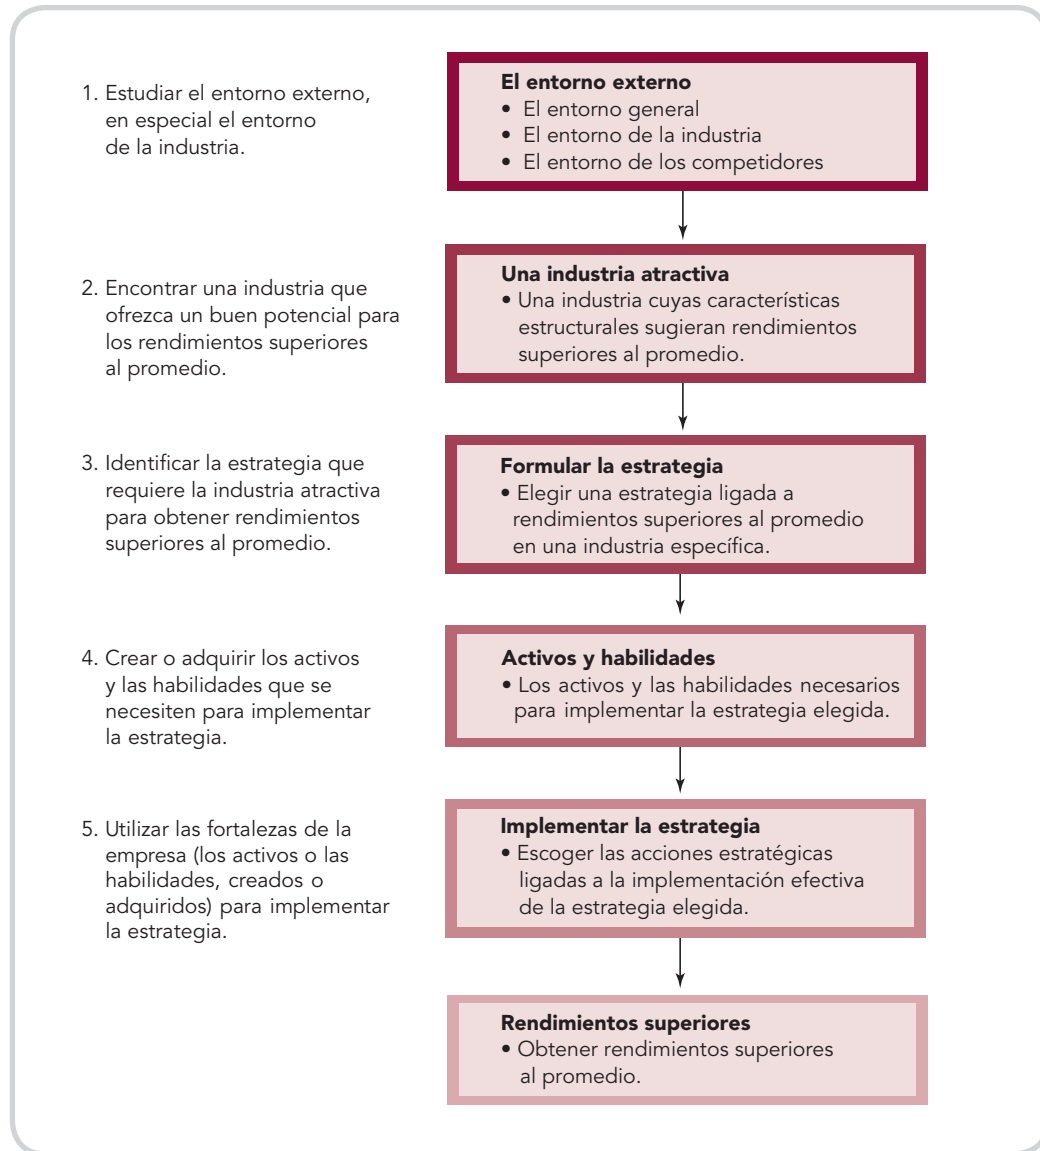 1. Estudiar el entorno externo,
en especial el entorno
de la industria.
El entorno externo
• El entorno general
• El entorno de la industria
• El entorno de los competidores
2. Encontrar una industria que
ofrezca un buen potencial para
los rendimientos superiores
al promedio.
Una industria atractiva
• Una industria cuyas características
estructurales sugieran rendimientos
superiores al promedio.
3. Identificar la estrategia que
requiere la industria atractiva
para obtener rendimientos
superiores al promedio.
Formular la estrategia
• Elegir una estrategia ligada a
rendimientos superiores al promedio
en una industria específica.
4. Crear o adquirir los activos
y las habilidades que se
necesiten para implementar
la estrategia.
Activos y habilidades
• Los activos y las habilidades necesarios
para implementar la estrategia elegida.
5. Utilizar las fortalezas de la
empresa (los activos o las
habilidades, creados o
adquiridos) para implementar
la estrategia.
Implementar la estrategia
• Escoger las acciones estratégicas
ligadas a la implementación efectiva
de la estrategia elegida.
Rendimientos superiores
• Obtener rendimientos superiores
al promedio.